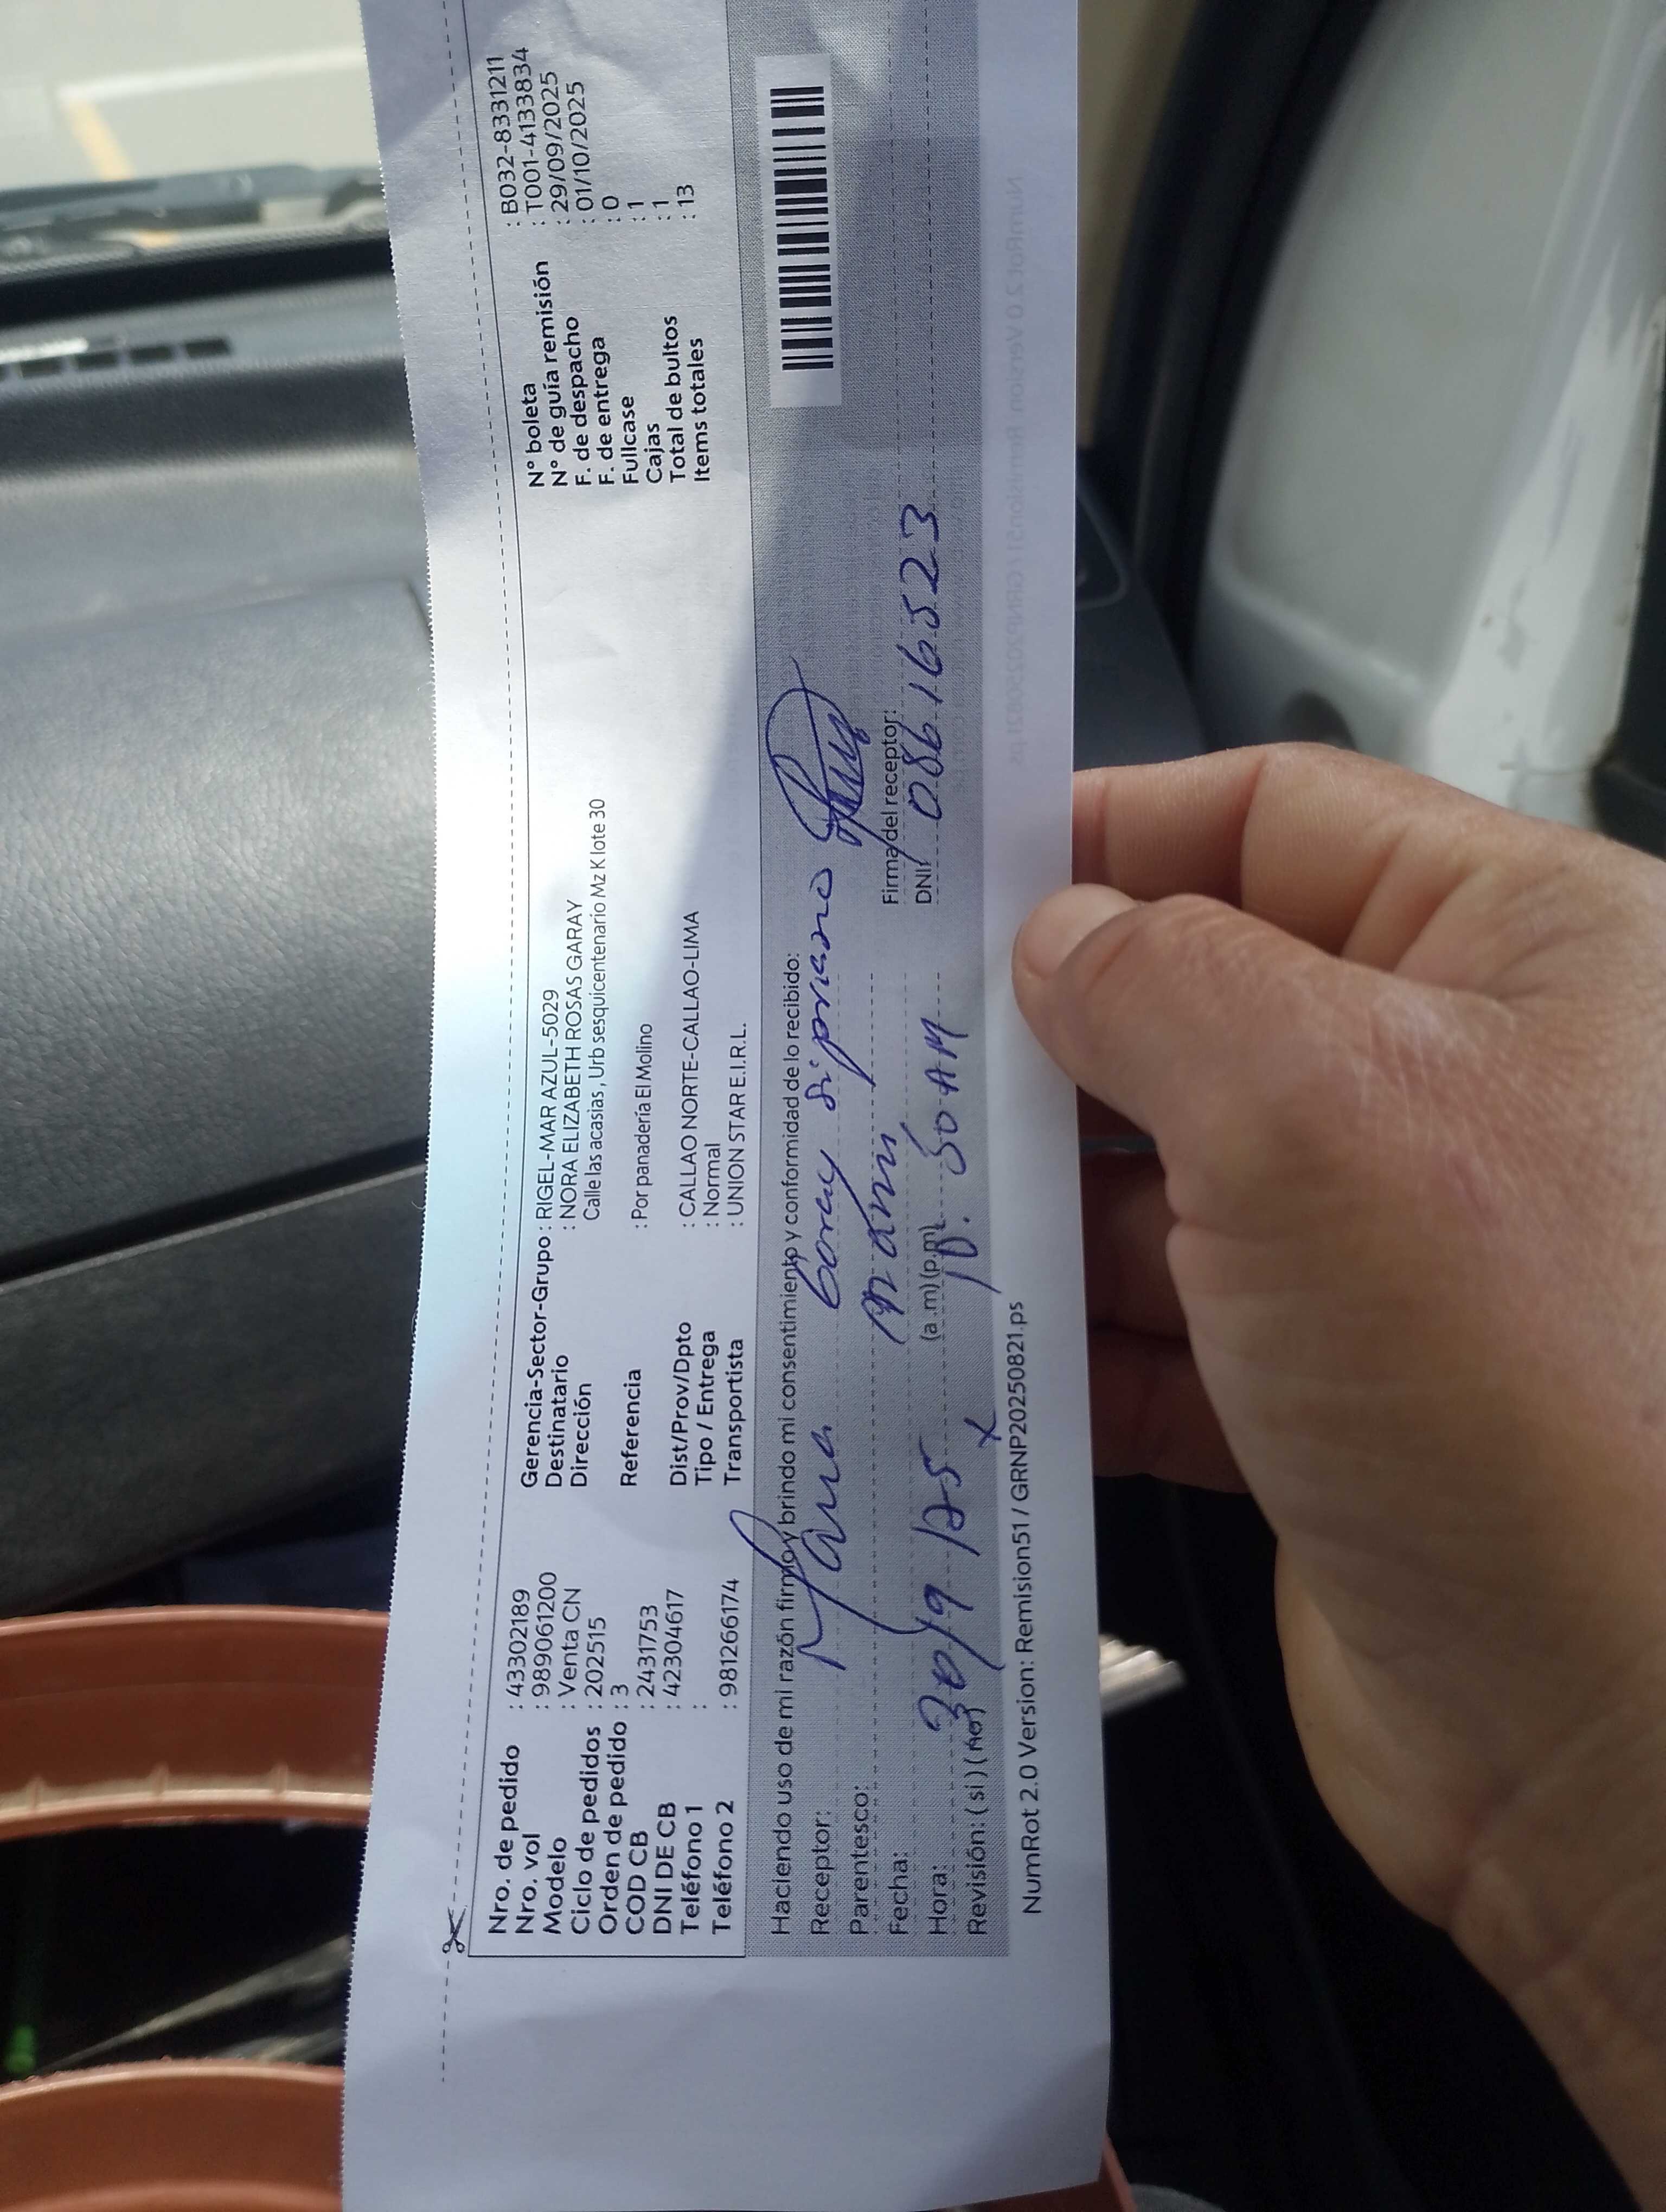 Nro. de pedido : 43302189
Nro. vol : 989061200
Modelo : Venta CN
Ciclo de pedidos : 202515
Orden de pedido : 3
COD CB : 2431753
DNI DE CB : 42304617
Teléfono 1 :
Teléfono 2 : 981266174
Gerencia-Sector-Grupo : RIGEL-MAR AZUL-5029
Destinatario : NORA ELIZABETH ROSAS GARAY
Dirección Calle las acasias , Urb sesquicentenario Mz K lote 30
Referencia : Por panadería El Molino
Dist/Prov/Dpto : CALLAO NORTE-CALLAO-LIMA
Tipo / Entrega : Normal
Transportista : UNION STAR E.I.R.L.
N° boleta : B032-8331211
N° de guía remisión : T001-4133834
F. de despacho : 29/09/2025
F. de entrega : 01/10/2025
Fullcase : 0
Cajas : 1
Total de bultos : 1
Items totales : 13
Haciendo uso de mi razón firmo y brindo mi consentimiento y conformidad de lo recibido:
Receptor: Garay
Parentesco: mami
Fecha: 30/9/25
Hora: (a.m) (p.m) 10:50 AM
Revisión: ( si ) ( no )
Firma del receptor:
DNI: 08616523
NumRot 2.0 Version: Remision51 / GRNP20250821.ps